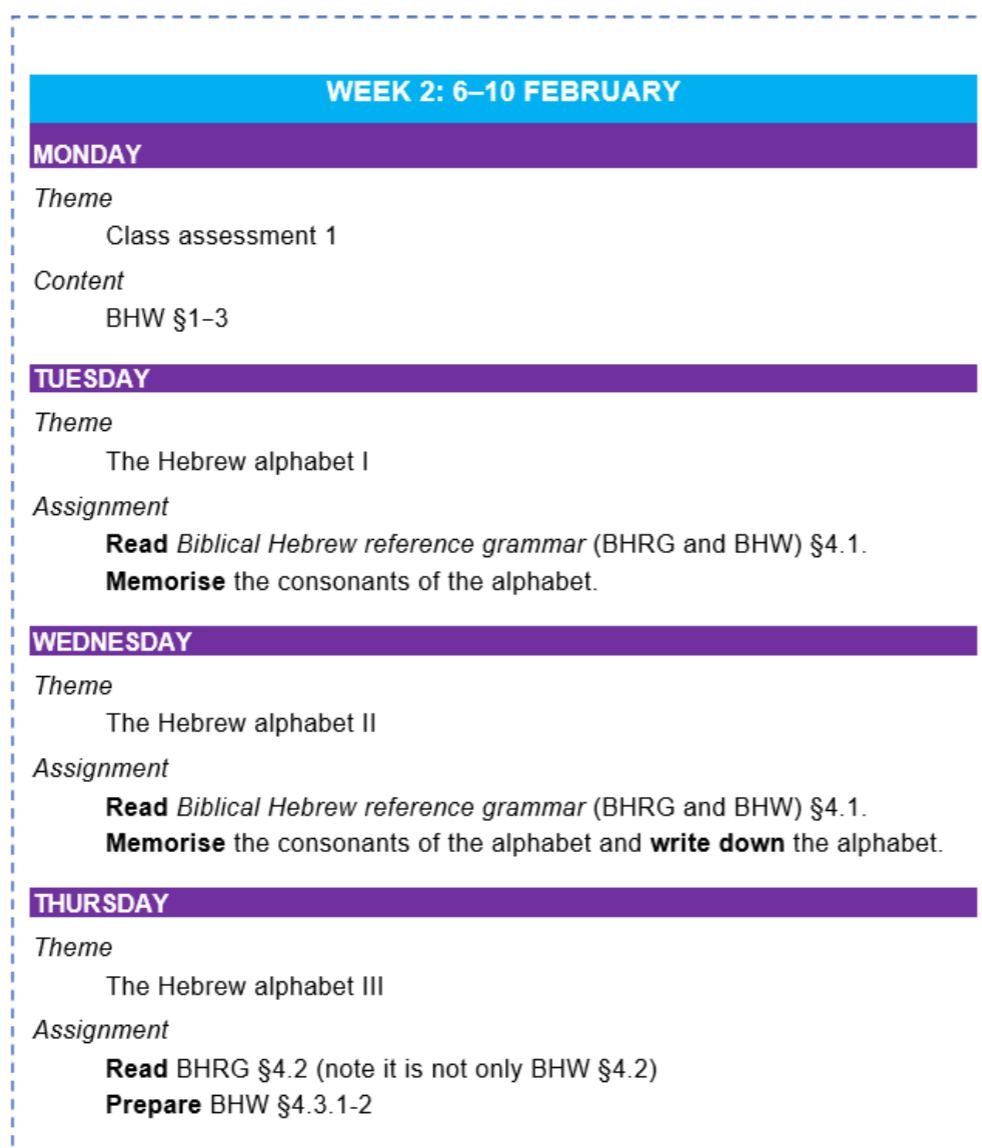 WEEK 2: 6–10 FEBRUARY
MONDAY
Theme
Class assessment 1
Content
BHW §1–3
TUESDAY
Theme
The Hebrew alphabet I
Assignment
Read Biblical Hebrew reference grammar (BHRG and BHW) §4.1.
Memorise the consonants of the alphabet.
WEDNESDAY
Theme
The Hebrew alphabet II
Assignment
Read Biblical Hebrew reference grammar (BHRG and BHW) §4.1.
Memorise the consonants of the alphabet and write down the alphabet.
THURSDAY
Theme
The Hebrew alphabet III
Assignment
Read BHRG §4.2 (note it is not only BHW §4.2)
Prepare BHW §4.3.1-2